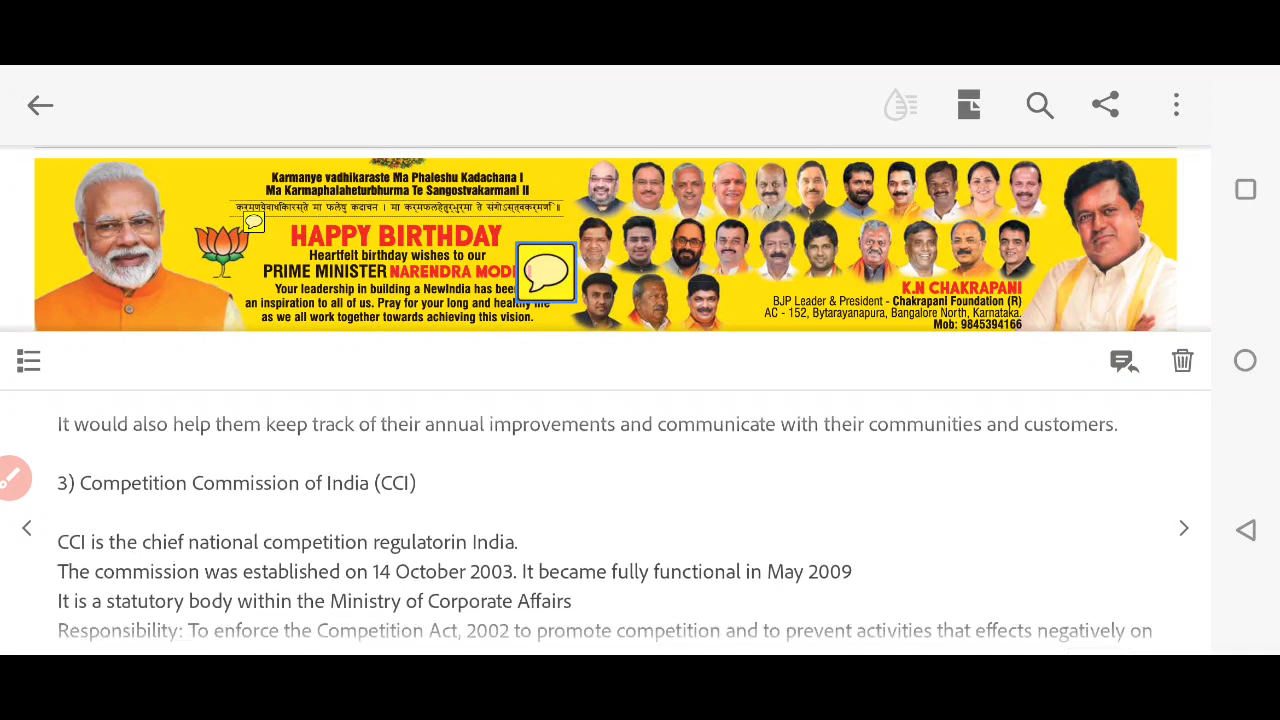 Karmanye vadhikaraste Ma Phaleshu Kadachana I
Ma Karmaphalaheturbhurma Te Sangostvakarmani II
HAPPY BIRTHDAY
Heartfelt birthday wishes to our
PRIME MINISTER NARENDRA MODI
Your leadership in building a NewIndia has been
an inspiration to all of us. Pray for your long and healthy life
as we all work together towards achieving this vision.
K.N CHAKRAPANI
BJP Leader & President - Chakrapani Foundation (R)
AC - 152, Bytarayanapura, Bangalore North, Karnataka.
Mob: 9845394166
It would also help them keep track of their annual improvements and communicate with their communities and customers.
3) Competition Commission of India (CCI)
CCI is the chief national competition regulatorin India.
The commission was established on 14 October 2003. It became fully functional in May 2009
It is a statutory body within the Ministry of Corporate Affairs
Responsibility: To enforce the Competition Act, 2002 to promote competition and to prevent activities that effects negatively on